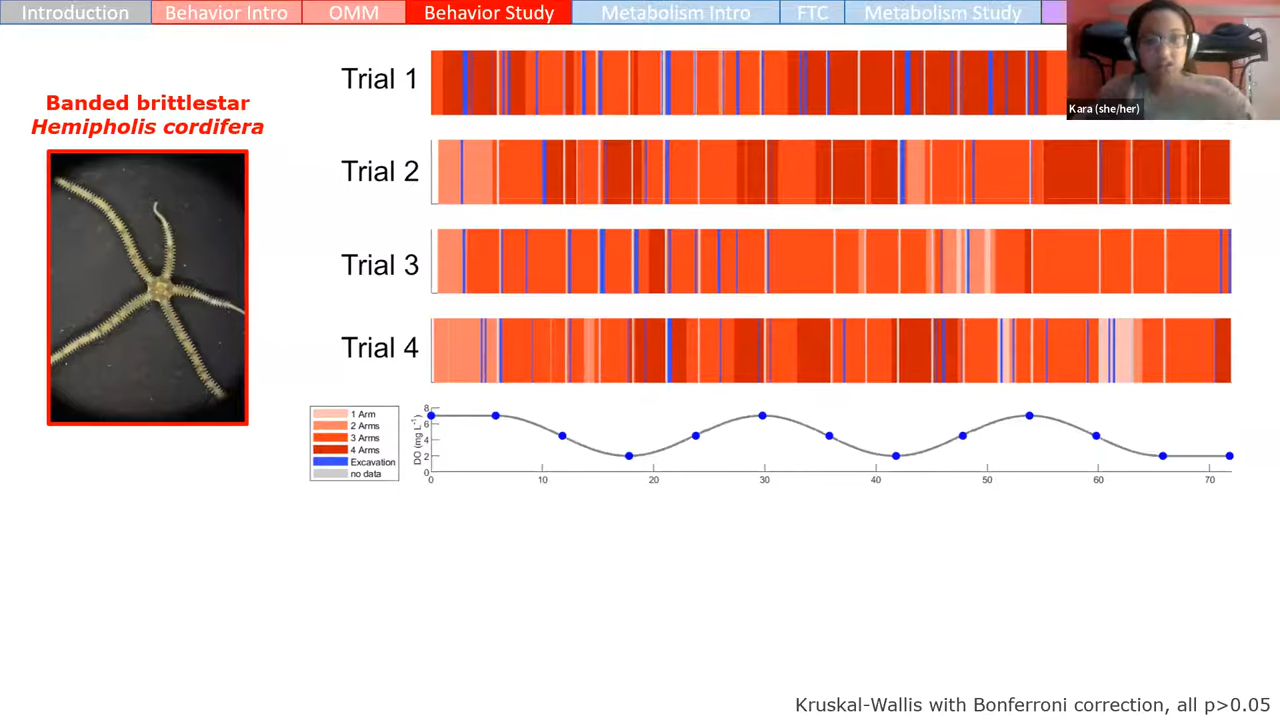 Introduction
Behavior Intro
OMM
Behavior Study
Metabolism Intro
FTC
Metabolism Study
Kara (she/her)
Banded brittlestar
Hemipholis cordifera
Trial 1
Trial 2
Trial 3
Trial 4
1 Arm
2 Arms
3 Arms
4 Arms
Excavation
no data
DO (mg L⁻¹)
8
6
4
2
0
0 10 20 30 40 50 60 70
Kruskal-Wallis with Bonferroni correction, all p>0.05